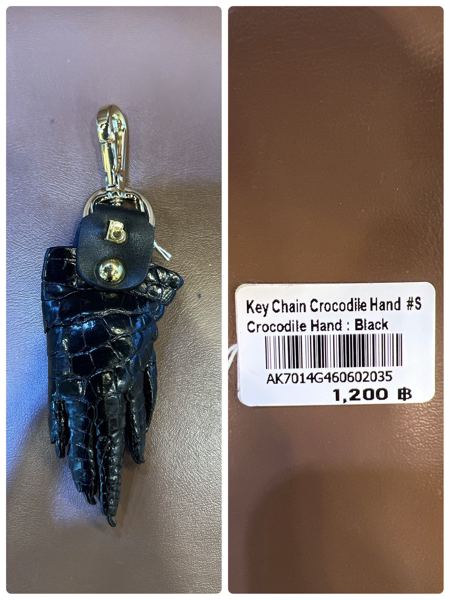 B
Key Chain Crocodile Hand #S
Crocodile Hand : Black
AK7014G460602035
1,200 ฿